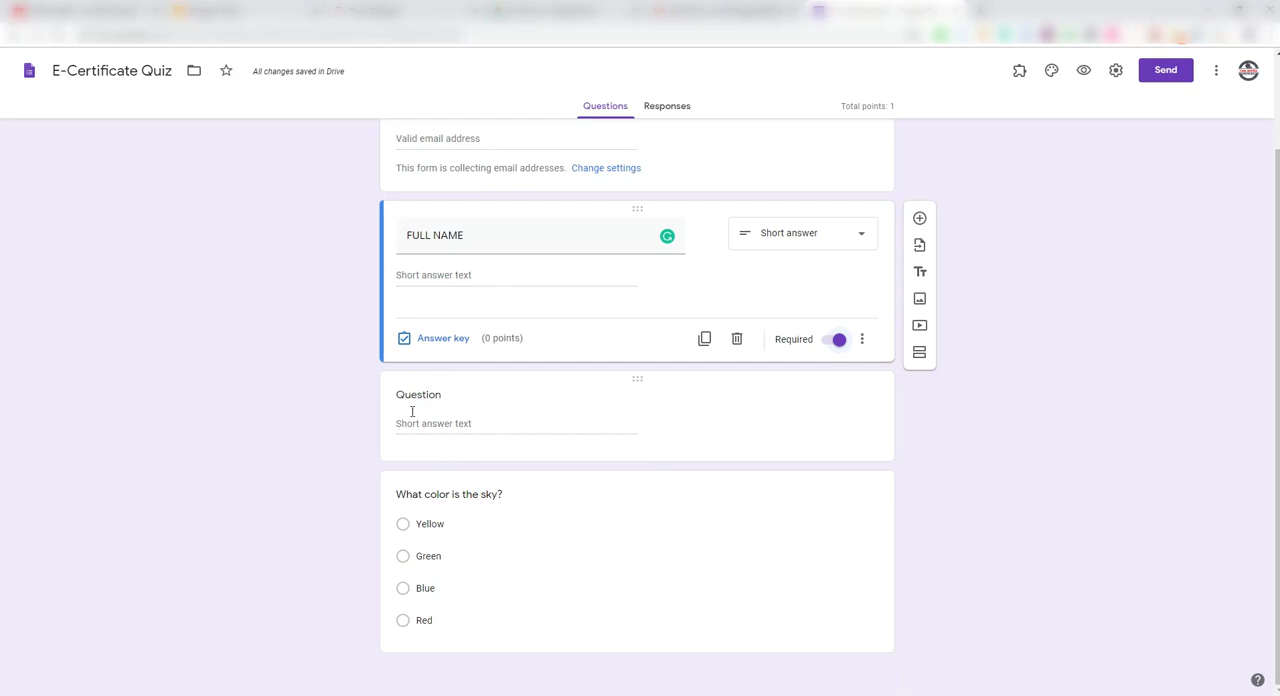 E-Certificate Quiz
All changes saved in Drive
Send
Questions
Responses
Total points: 1
Valid email address
This form is collecting email addresses. Change settings
FULL NAME
Short answer
Short answer text
Answer key (0 points)
Required
Question
Short answer text
What color is the sky?
Yellow
Green
Blue
Red